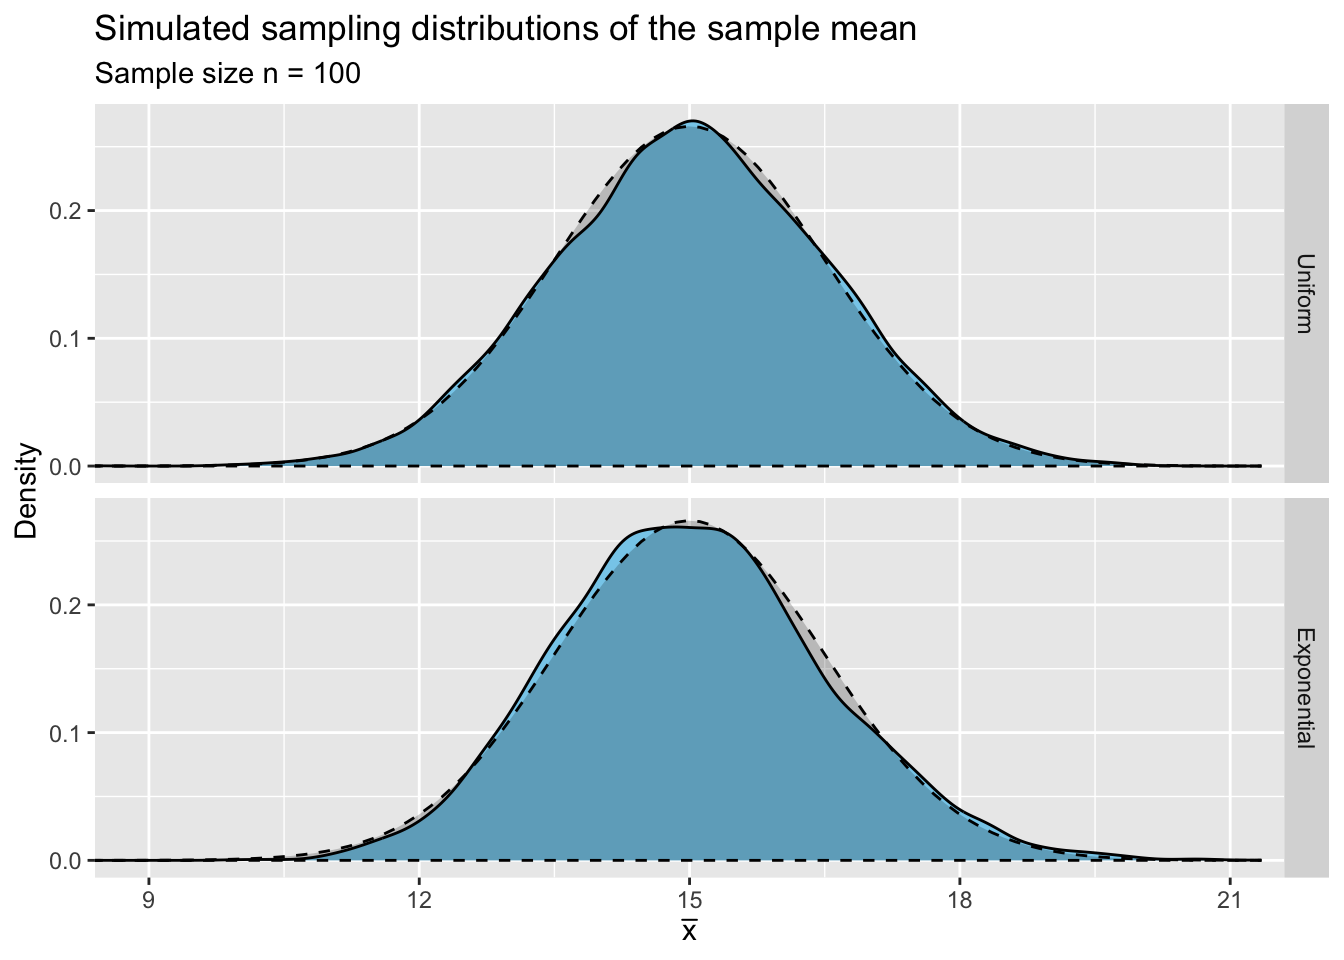 Simulated sampling distributions of the sample mean
Sample size n = 100
Density
0.2
0.1
0.0
Uniform
0.2
0.1
0.0
Exponential
9 12 15 18 21
x̅